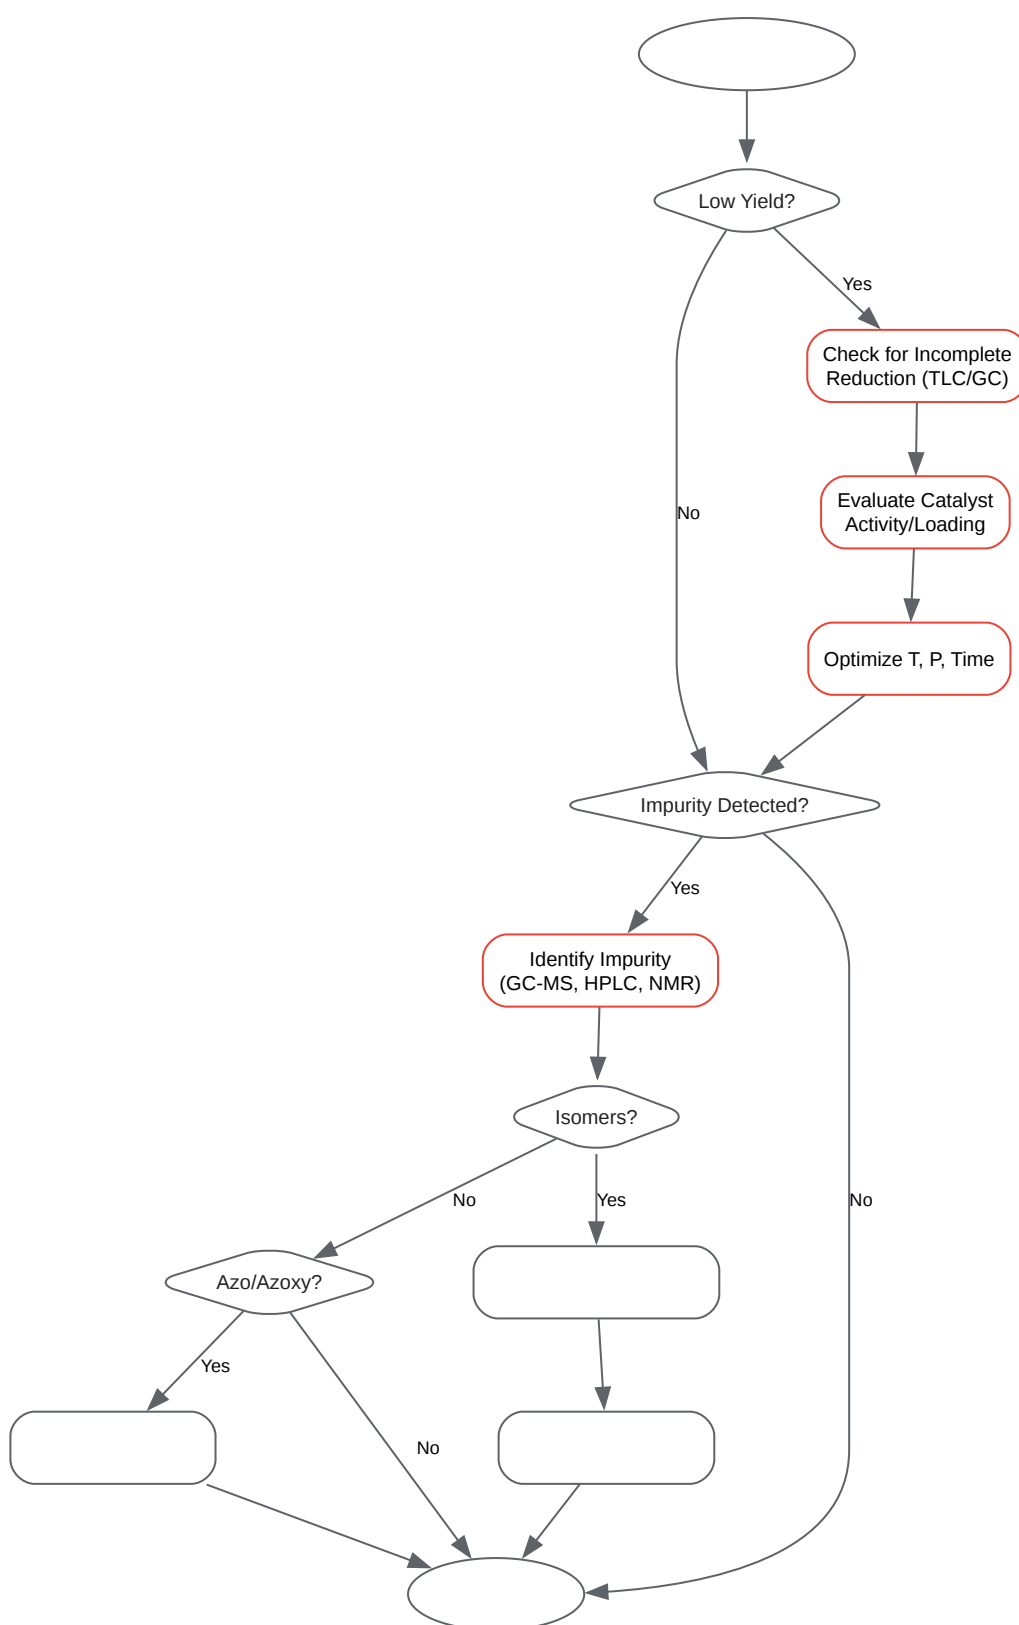 Low Yield?
Yes
Check for Incomplete
Reduction (TLC/GC)
Evaluate Catalyst
Activity/Loading
No
Optimize T, P, Time
Impurity Detected?
Yes
Identify Impurity
(GC-MS, HPLC, NMR)
Isomers?
No
Yes
No
Azo/Azoxy?
Yes
No